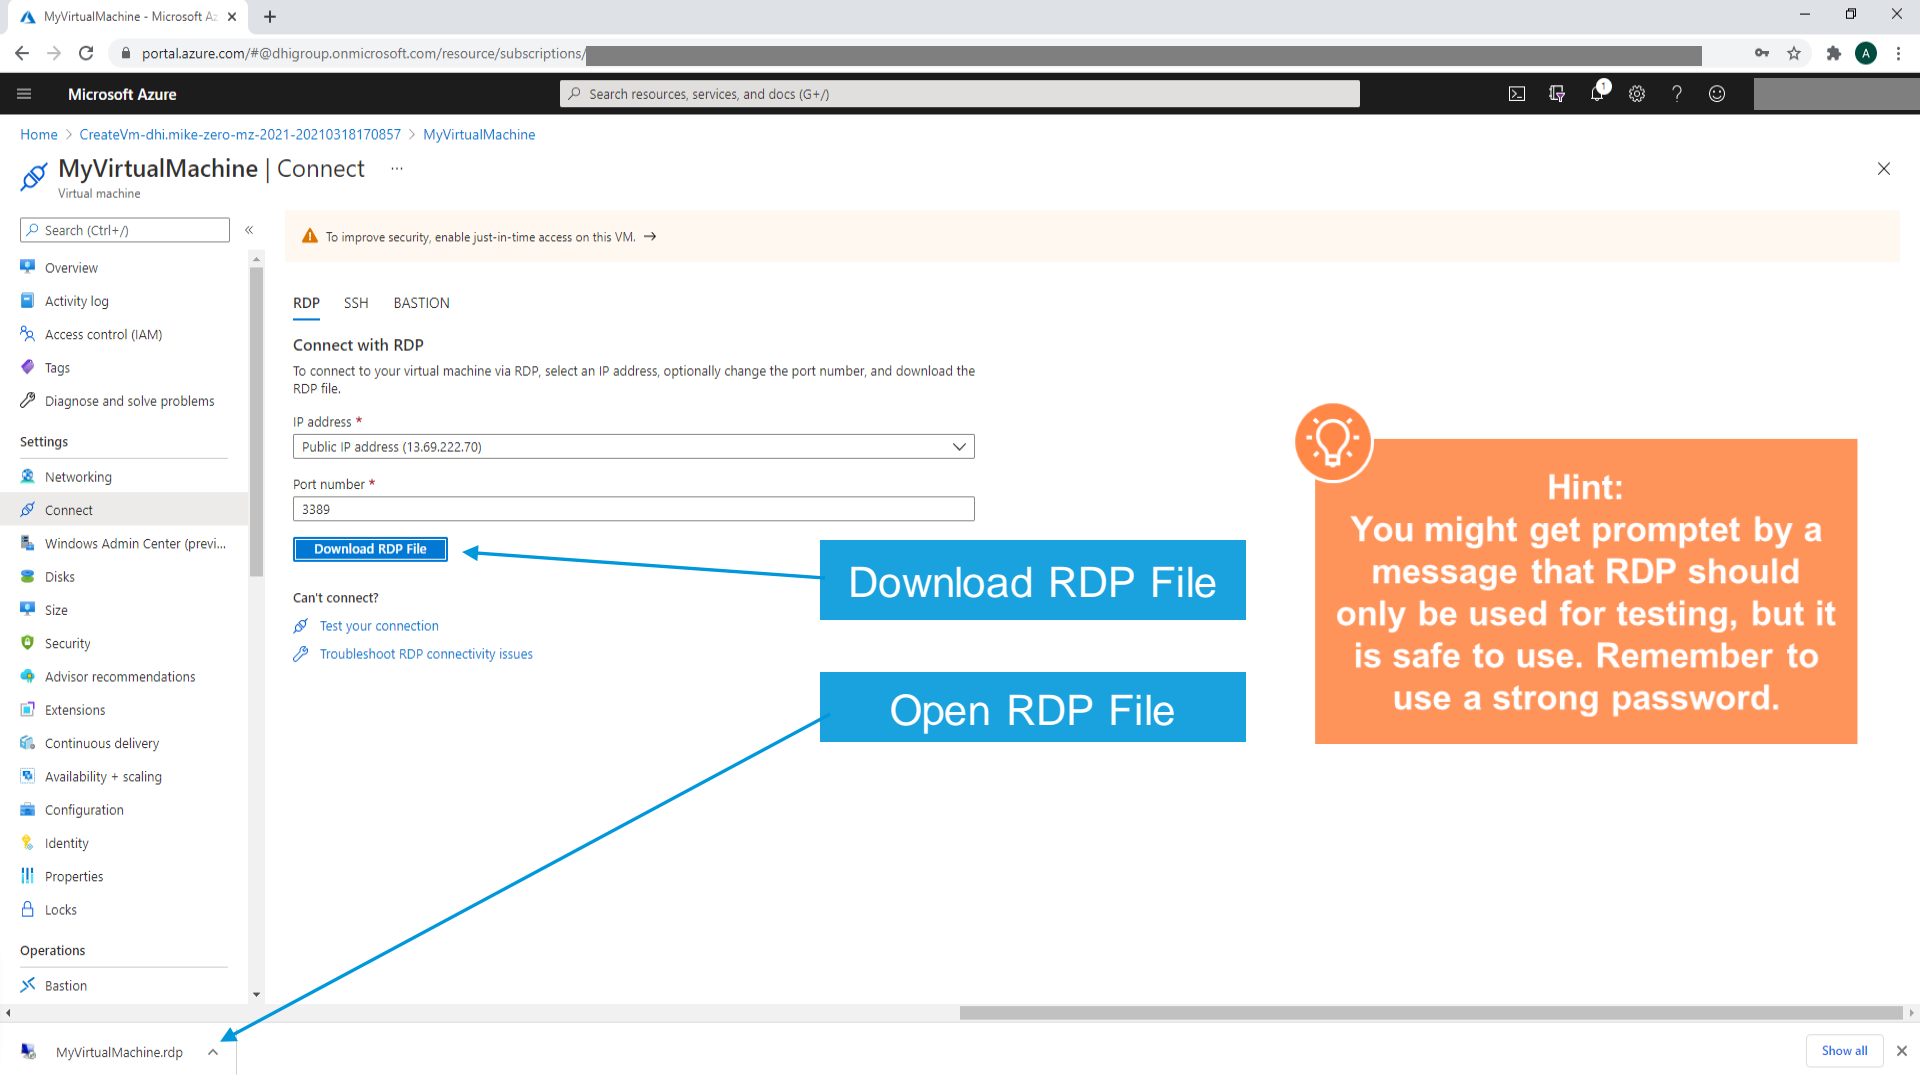 MyVirtualMachine - Microsoft Az
portal.azure.com/#@dhigroup.onmicrosoft.com/resource/subscriptions/
A
Microsoft Azure
Search resources, services, and docs (G+/)
1
Home > CreateVm-dhi.mike-zero-mz-2021-20210318170857 > MyVirtualMachine
MyVirtualMachine | Connect ...
Virtual machine
Search (Ctrl+/)
«
To improve security, enable just-in-time access on this VM. →
Overview
Activity log
Access control (IAM)
Tags
Diagnose and solve problems
Settings
Networking
Connect
Windows Admin Center (previ...
Disks
Size
Security
Advisor recommendations
Extensions
Continuous delivery
Availability + scaling
Configuration
Identity
Properties
Locks
Operations
Bastion
RDP SSH BASTION
Connect with RDP
To connect to your virtual machine via RDP, select an IP address, optionally change the port number, and download the
RDP file.
IP address *
Public IP address (13.69.222.70)
Port number *
3389
Download RDP File
Can't connect?
Test your connection
Troubleshoot RDP connectivity issues
Download RDP File
Open RDP File
Hint:
You might get promptet by a
message that RDP should
only be used for testing, but it
is safe to use. Remember to
use a strong password.
MyVirtualMachine.rdp
Show all